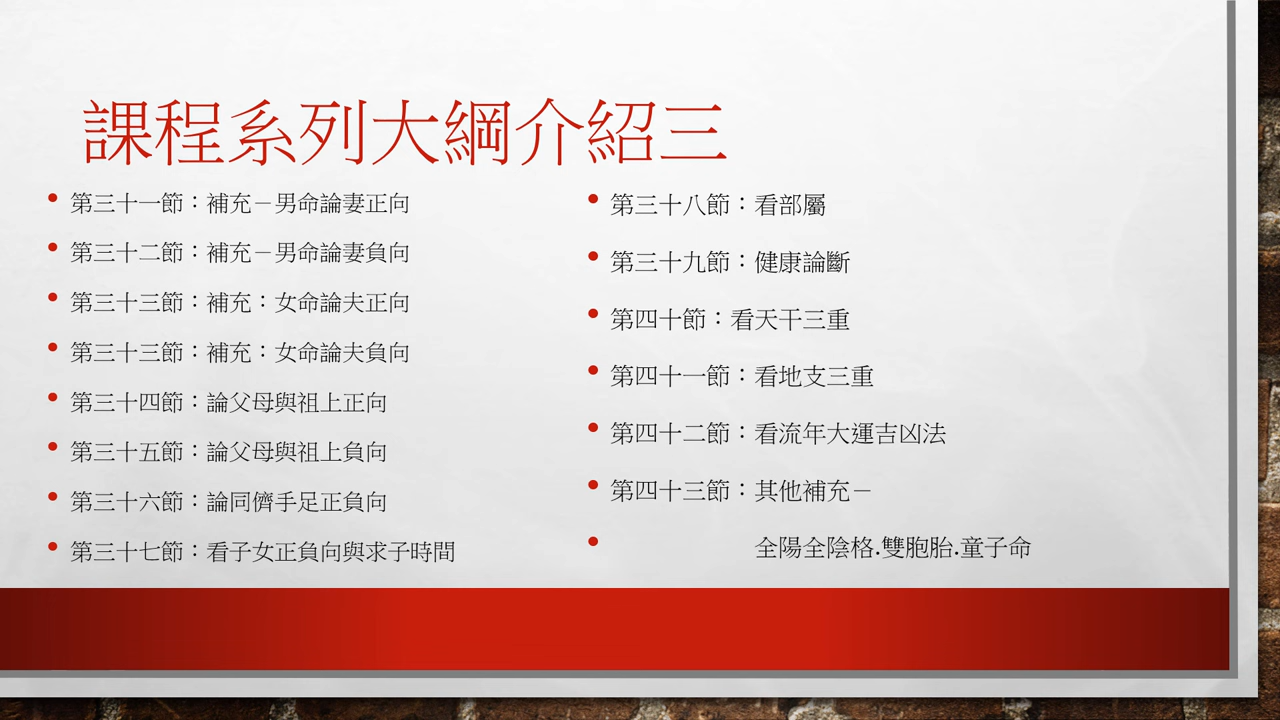 課程系列大綱介紹三
第三十一節：補充－男命論妻正向
第三十二節：補充－男命論妻負向
第三十三節：補充：女命論夫正向
第三十三節：補充：女命論夫負向
第三十四節：論父母與祖上正向
第三十五節：論父母與祖上負向
第三十六節：論同儕手足正負向
第三十七節：看子女正負向與求子時間
第三十八節：看部屬
第三十九節：健康論斷
第四十節：看天干三重
第四十一節：看地支三重
第四十二節：看流年大運吉凶法
第四十三節：其他補充－
全陽全陰格.雙胞胎.童子命